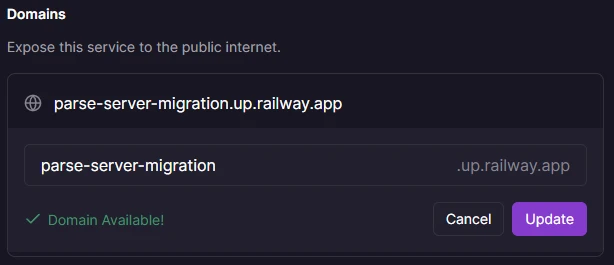 Domains
Expose this service to the public internet.
parse-server-migration.up.railway.app
parse-server-migration .up.railway.app
Domain Available! Cancel Update